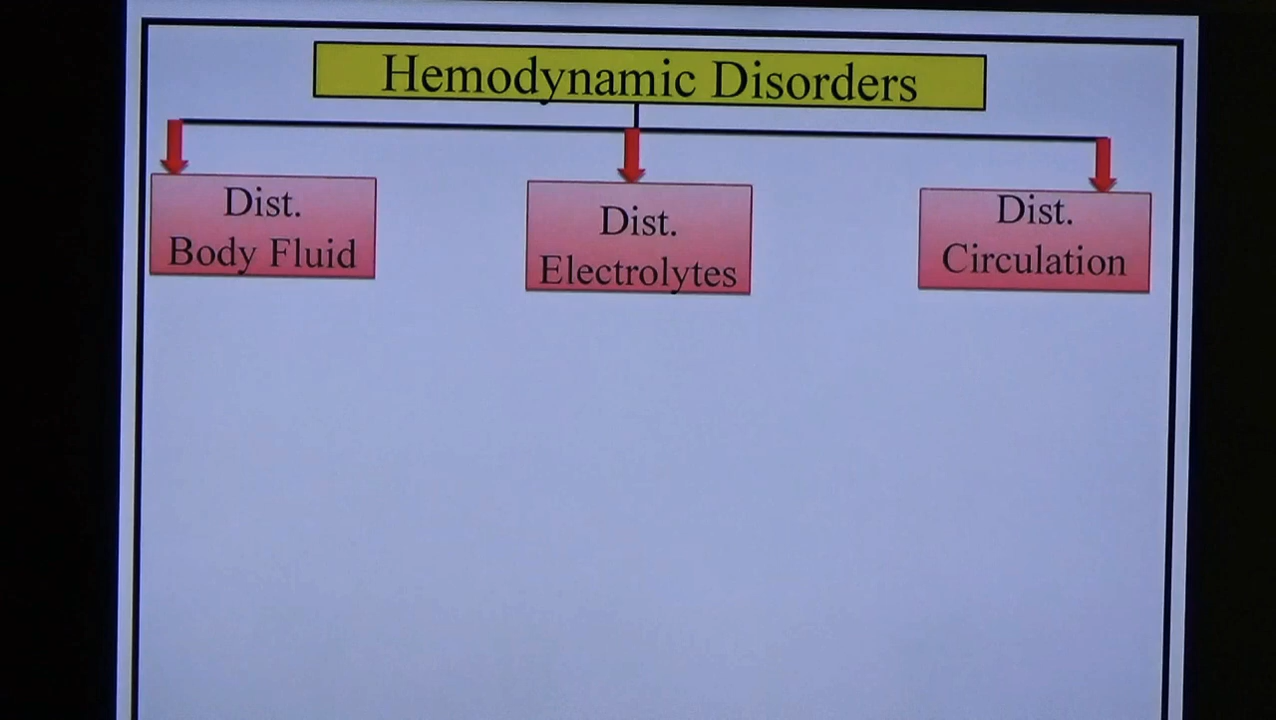 Hemodynamic Disorders
Dist.
Body Fluid
Dist.
Electrolytes
Dist.
Circulation